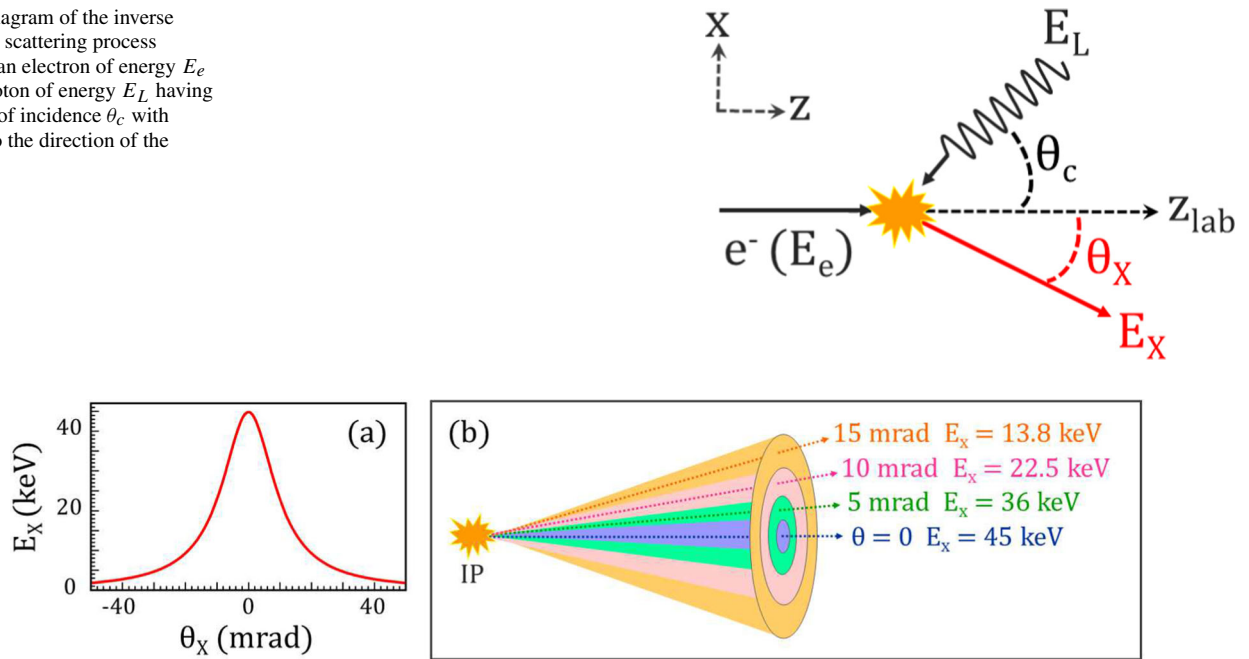 agram of the inverse
scattering process
an electron of energy E_e
oton of energy E_L having
of incidence θ_c with
o the direction of the
X
Z
E_L
θ_c
Z_lab
e⁻ (E_e)
θ_X
E_X
(a)
E_X (keV)
40
20
0
-40 0 40
θ_X (mrad)
(b)
15 mrad E_x = 13.8 keV
10 mrad E_x = 22.5 keV
5 mrad E_x = 36 keV
θ = 0 E_x = 45 keV
IP